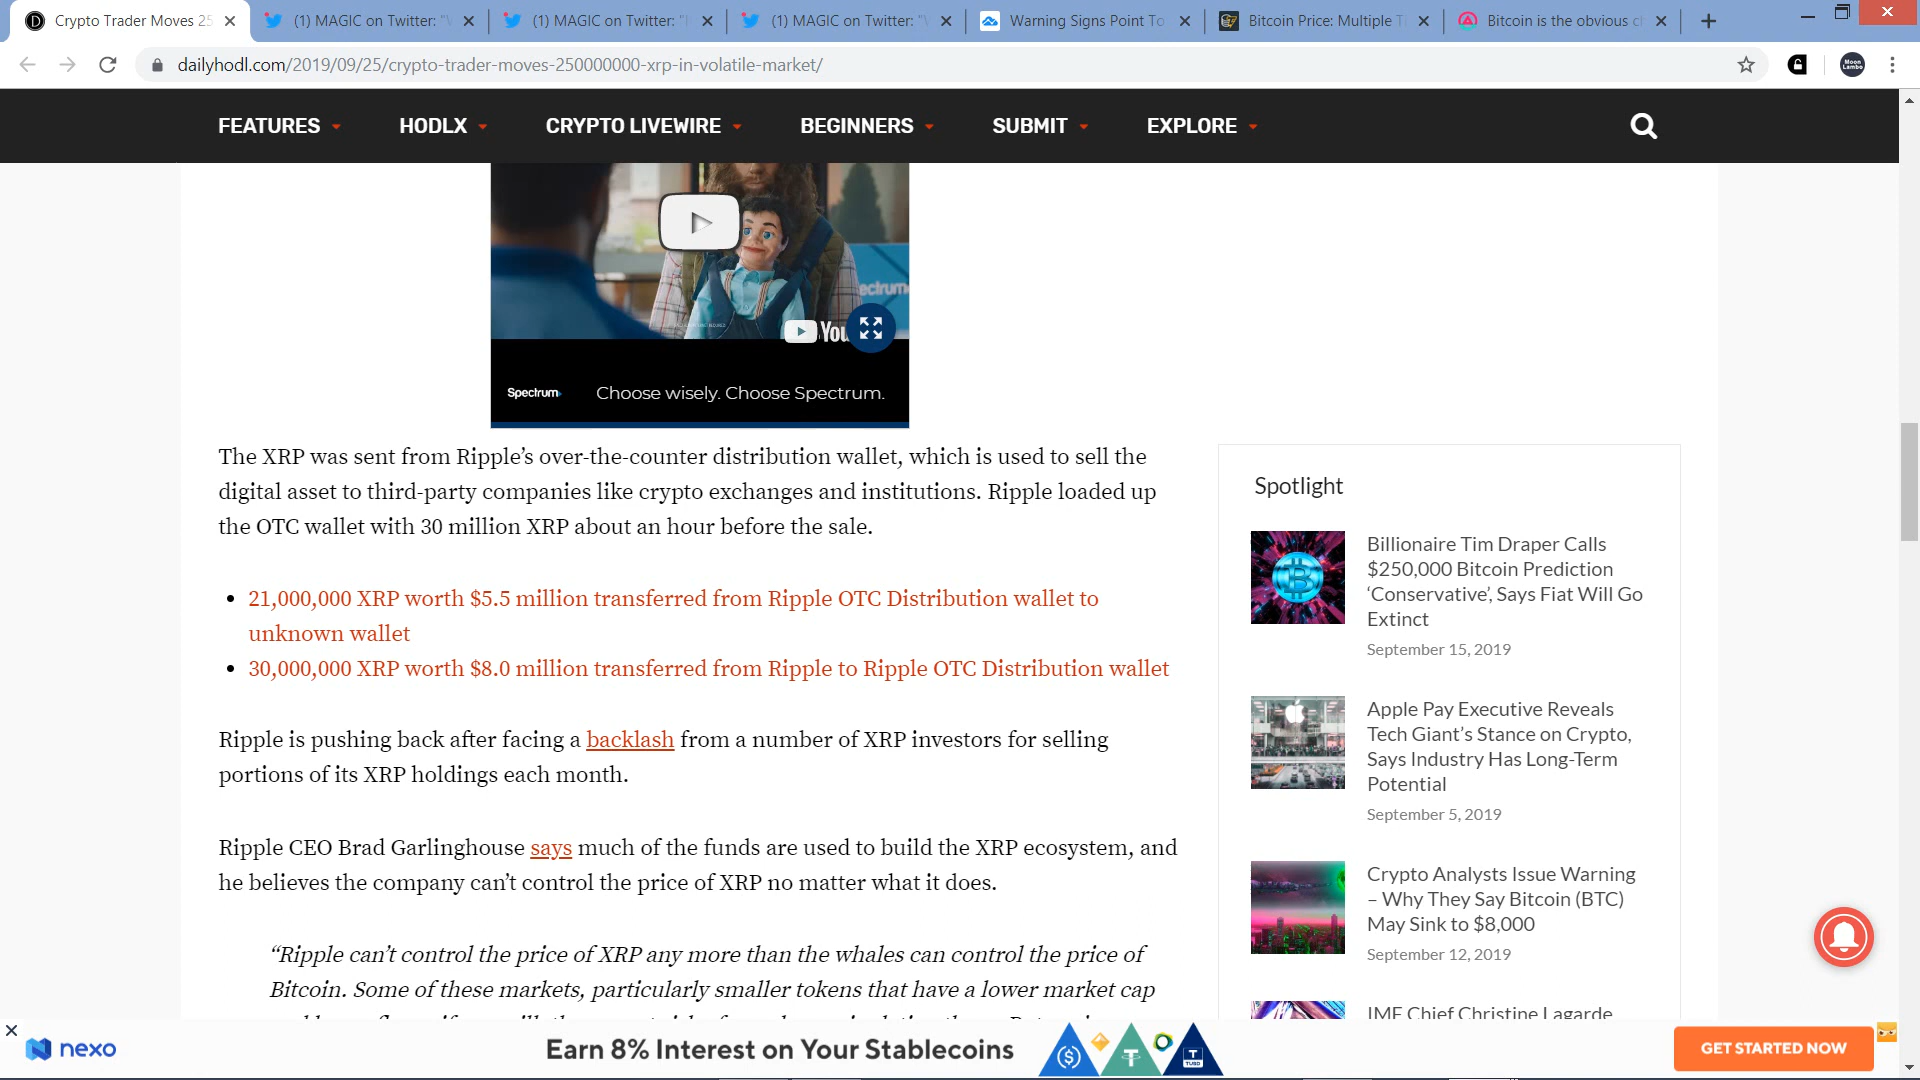 Crypto Trader Moves 25
(1) MAGIC on Twitter: "
(1) MAGIC on Twitter: "
(1) MAGIC on Twitter: "
Warning Signs Point To
Bitcoin Price: Multiple T
Bitcoin is the obvious c
dailyhodl.com/2019/09/25/crypto-trader-moves-250000000-xrp-in-volatile-market/
Moon Lambo
FEATURES HODLX CRYPTO LIVEWIRE BEGINNERS SUBMIT EXPLORE
ectrum
You
Spectrum Choose wisely. Choose Spectrum.
The XRP was sent from Ripple’s over-the-counter distribution wallet, which is used to sell the
digital asset to third-party companies like crypto exchanges and institutions. Ripple loaded up
the OTC wallet with 30 million XRP about an hour before the sale.
• 21,000,000 XRP worth $5.5 million transferred from Ripple OTC Distribution wallet to
unknown wallet
• 30,000,000 XRP worth $8.0 million transferred from Ripple to Ripple OTC Distribution wallet
Ripple is pushing back after facing a backlash from a number of XRP investors for selling
portions of its XRP holdings each month.
Ripple CEO Brad Garlinghouse says much of the funds are used to build the XRP ecosystem, and
he believes the company can’t control the price of XRP no matter what it does.
“Ripple can’t control the price of XRP any more than the whales can control the price of
Bitcoin. Some of these markets, particularly smaller tokens that have a lower market cap
Spotlight
Billionaire Tim Draper Calls
$250,000 Bitcoin Prediction
‘Conservative’, Says Fiat Will Go
Extinct
September 15, 2019
Apple Pay Executive Reveals
Tech Giant’s Stance on Crypto,
Says Industry Has Long-Term
Potential
September 5, 2019
Crypto Analysts Issue Warning
– Why They Say Bitcoin (BTC)
May Sink to $8,000
September 12, 2019
IMF Chief Christine Lagarde
nexo
Earn 8% Interest on Your Stablecoins
TUSD
GET STARTED NOW